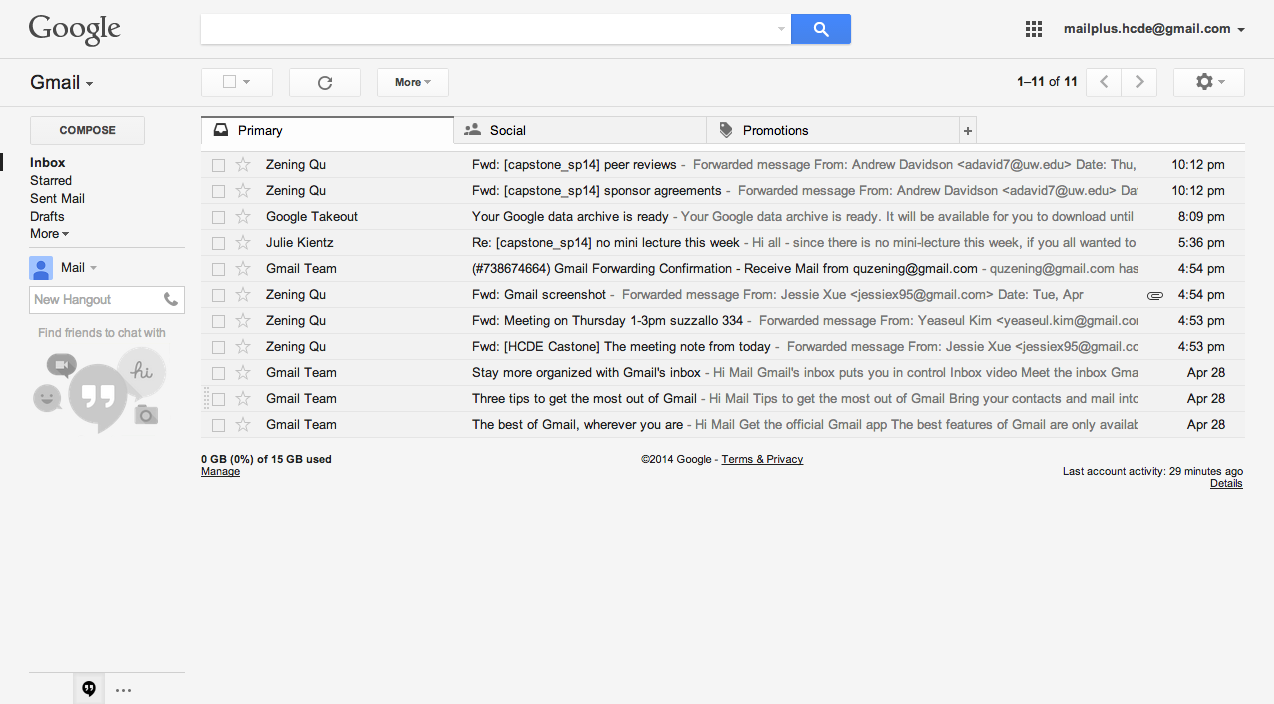 Google
mailplus.hcde@gmail.com
Gmail
More
1–11 of 11
COMPOSE
Primary
Social
Promotions
+
Inbox
Starred
Sent Mail
Drafts
More
Mail
New Hangout
Find friends to chat with
hi
Zening Qu Fwd: [capstone_sp14] peer reviews - Forwarded message From: Andrew Davidson <adavid7@uw.edu> Date: Thu, 10:12 pm
Zening Qu Fwd: [capstone_sp14] sponsor agreements - Forwarded message From: Andrew Davidson <adavid7@uw.edu> Da 10:12 pm
Google Takeout Your Google data archive is ready - Your Google data archive is ready. It will be available for you to download until 8:09 pm
Julie Kientz Re: [capstone_sp14] no mini lecture this week - Hi all - since there is no mini-lecture this week, if you all wanted to 5:36 pm
Gmail Team (#738674664) Gmail Forwarding Confirmation - Receive Mail from quzening@gmail.com - quzening@gmail.com has 4:54 pm
Zening Qu Fwd: Gmail screenshot - Forwarded message From: Jessie Xue <jessiex95@gmail.com> Date: Tue, Apr 4:54 pm
Zening Qu Fwd: Meeting on Thursday 1-3pm suzzallo 334 - Forwarded message From: Yeaseul Kim <yeaseul.kim@gmail.co 4:53 pm
Zening Qu Fwd: [HCDE Castone] The meeting note from today - Forwarded message From: Jessie Xue <jessiex95@gmail.cc 4:53 pm
Gmail Team Stay more organized with Gmail's inbox - Hi Mail Gmail's inbox puts you in control Inbox video Meet the inbox Gma Apr 28
Gmail Team Three tips to get the most out of Gmail - Hi Mail Tips to get the most out of Gmail Bring your contacts and mail into Apr 28
Gmail Team The best of Gmail, wherever you are - Hi Mail Get the official Gmail app The best features of Gmail are only availab Apr 28
0 GB (0%) of 15 GB used
Manage
©2014 Google - Terms & Privacy
Last account activity: 29 minutes ago
Details